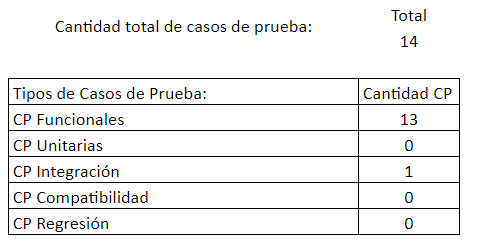 Total
Cantidad total de casos de prueba:
14
Tipos de Casos de Prueba: Cantidad CP
CP Funcionales 13
CP Unitarias 0
CP Integración 1
CP Compatibilidad 0
CP Regresión 0